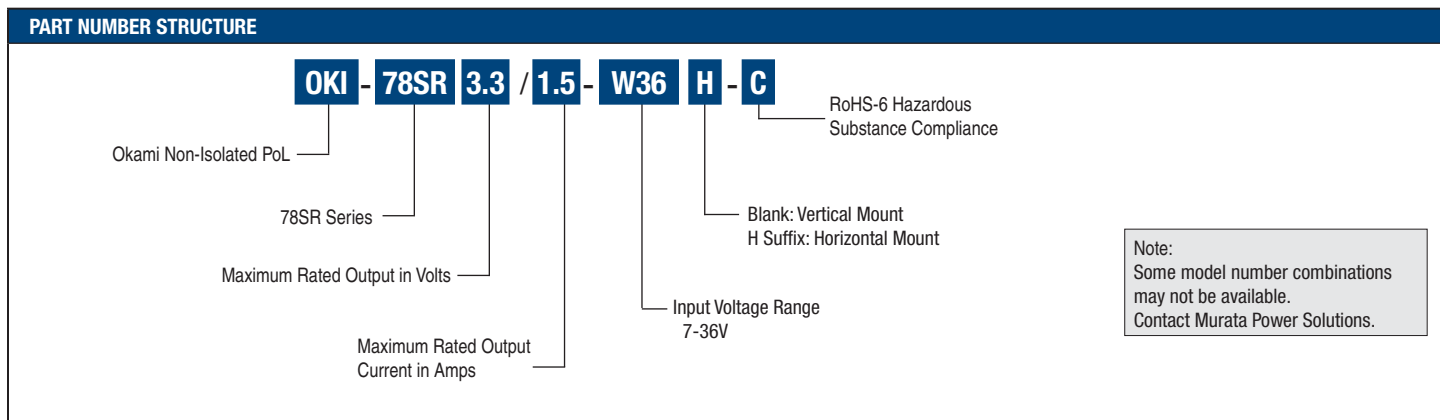 PART NUMBER STRUCTURE
OKI - 78SR 3.3 / 1.5 - W36 H - C
RoHS-6 Hazardous
Substance Compliance
Okami Non-Isolated PoL
78SR Series
Blank: Vertical Mount
H Suffix: Horizontal Mount
Maximum Rated Output in Volts
Input Voltage Range
7-36V
Maximum Rated Output
Current in Amps
Note:
Some model number combinations
may not be available.
Contact Murata Power Solutions.